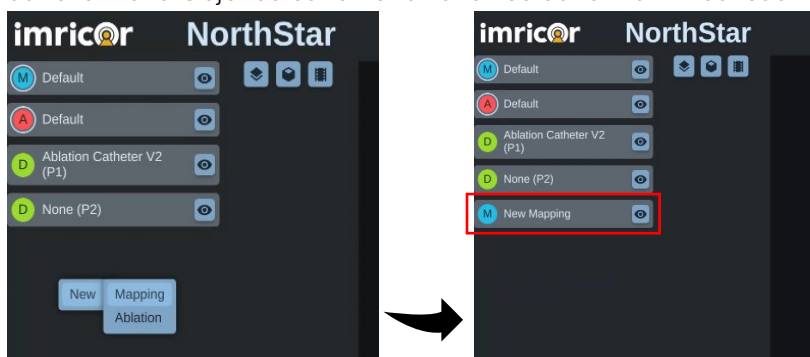 imricor NorthStar
M Default
A Default
D Ablation Catheter V2
(P1)
D None (P2)
New Mapping
Ablation
imricor NorthStar
M Default
A Default
D Ablation Catheter V2
(P1)
D None (P2)
M New Mapping